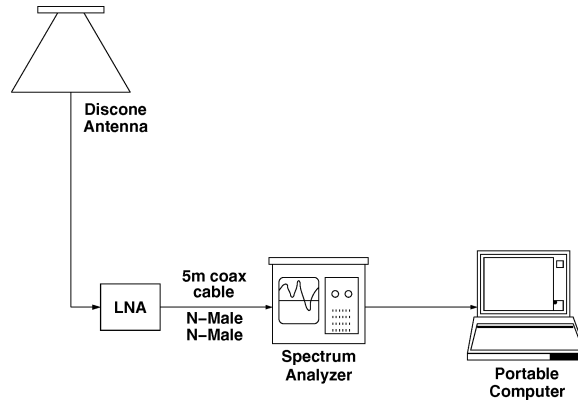 Discone
Antenna
LNA
5m coax
cable
N−Male
N−Male
Spectrum
Analyzer
Portable
Computer